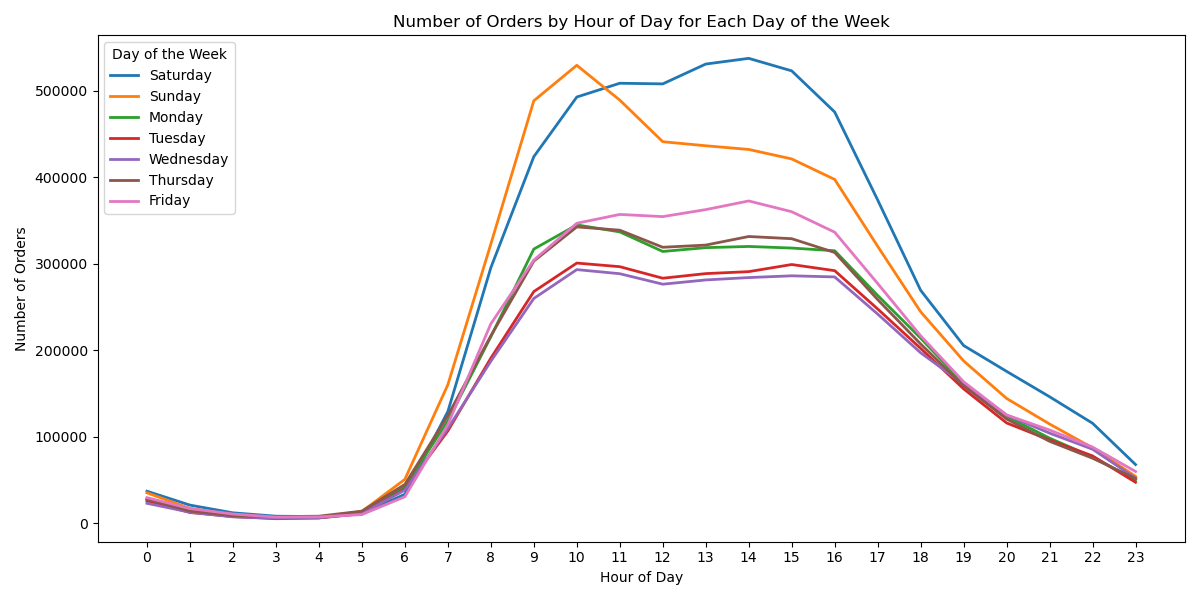 Number of Orders by Hour of Day for Each Day of the Week
Day of the Week
Saturday
Sunday
Monday
Tuesday
Wednesday
Thursday
Friday
500000
400000
300000
200000
100000
0
Number of Orders
0 1 2 3 4 5 6 7 8 9 10 11 12 13 14 15 16 17 18 19 20 21 22 23
Hour of Day